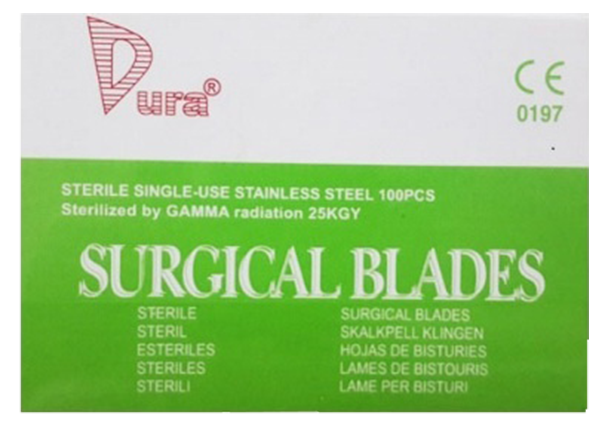 Dura®
CE
0197
STERILE SINGLE-USE STAINLESS STEEL 100PCS
Sterilized by GAMMA radiation 25KGY
SURGICAL BLADES
STERILE SURGICAL BLADES
STERIL SKALKPELL KLINGEN
ESTERILES HOJAS DE BISTURIES
STERILES LAMES DE BISTOURIS
STERILI LAME PER BISTURI